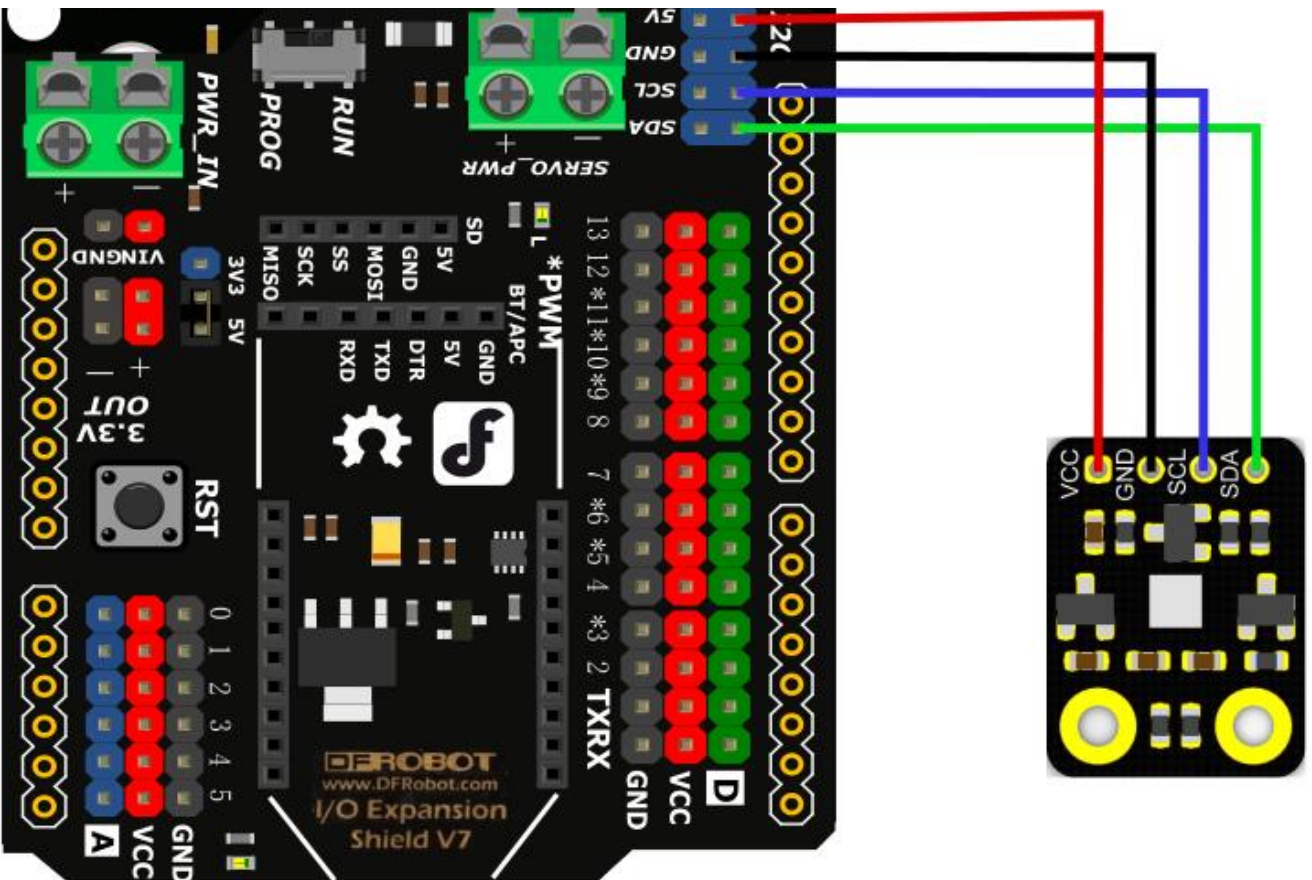 5V
GND
SCL
SDA
I2C
PWR_IN
+
—
PROG
RUN
+
—
SERVO_PWR
VINGND
3V3
5V
SD
MISO
SCK
SS
MOSI
GND
5V
L
*PWM
BT/APC
RXD
TXD
DTR
5V
GND
—
+
3.3V
OUT
RST
13
12
*11
*10
*9
8
7
*6
*5
4
*3
2
TXRX
GND
VCC
D
0
1
2
3
4
5
A
VCC
GND
DFROBOT
www.DFRobot.com
I/O Expansion
Shield V7
VCC
GND
SCL
SDA